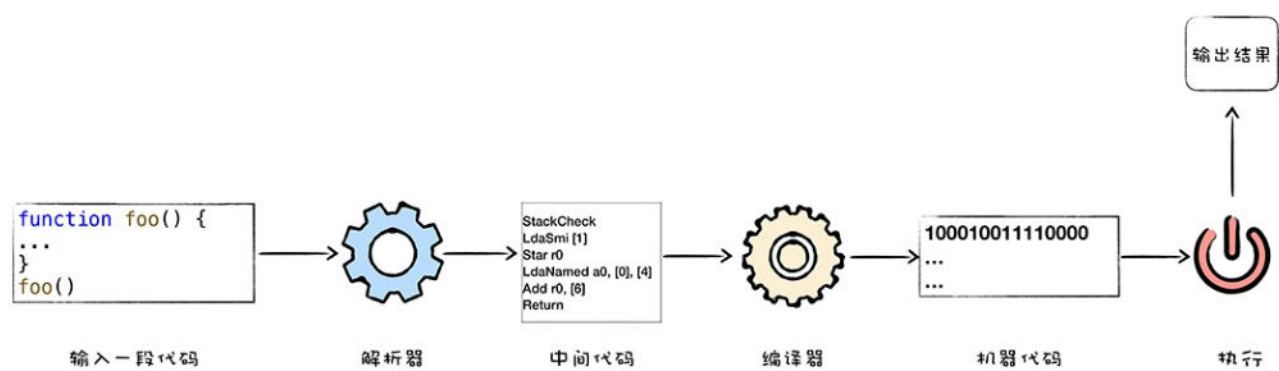 输出结果
function foo() {
...
}
foo()
StackCheck
LdaSmi [1]
Star r0
LdaNamed a0, [0], [4]
Add r0, [6]
Return
100010011110000
...
...
输入一段代码
解析器
中间代码
编译器
机器代码
执行